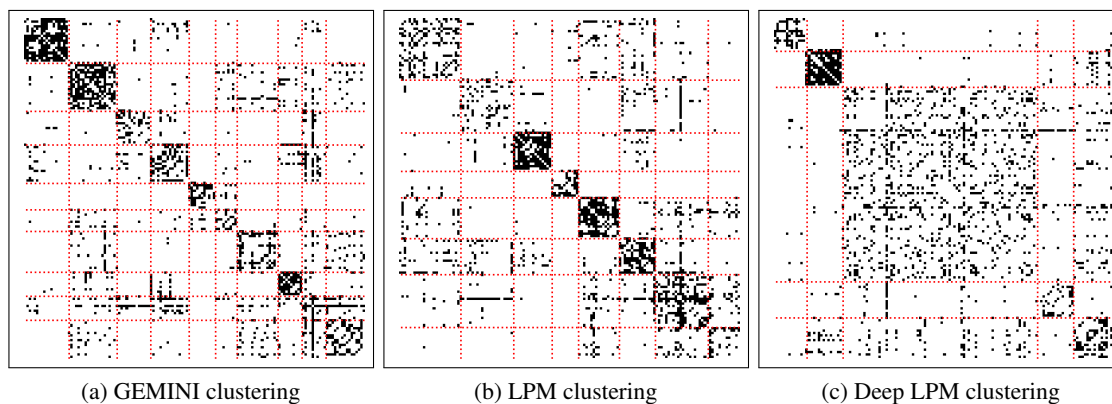 (a) GEMINI clustering
(b) LPM clustering
(c) Deep LPM clustering